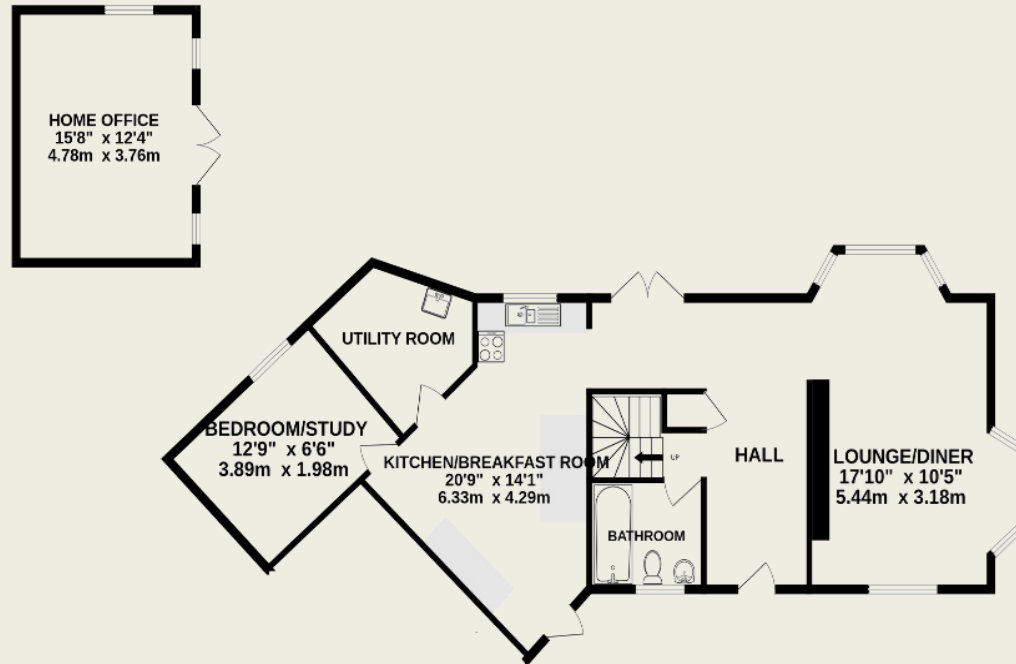 HOME OFFICE
15'8" x 12'4"
4.78m x 3.76m
UTILITY ROOM
BEDROOM/STUDY
12'9" x 6'6"
3.89m x 1.98m
KITCHEN/BREAKFAST ROOM
20'9" x 14'1"
6.33m x 4.29m
UP
HALL
LOUNGE/DINER
17'10" x 10'5"
5.44m x 3.18m
BATHROOM